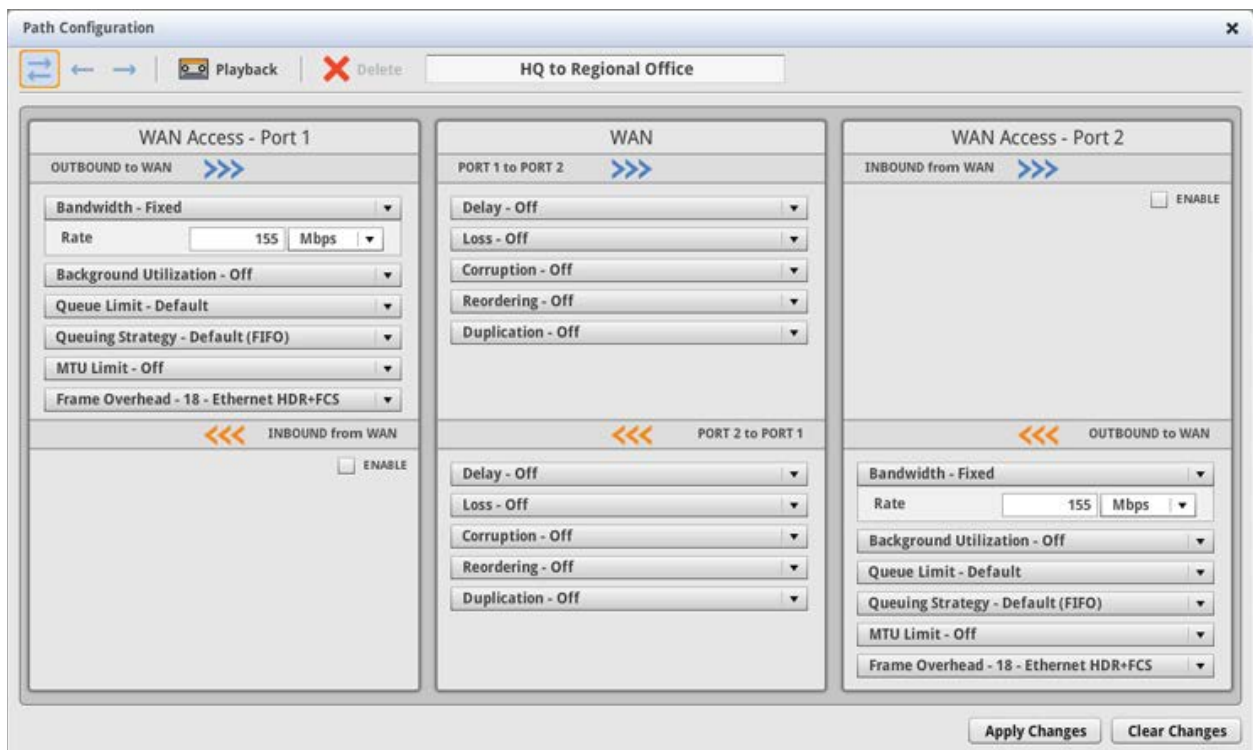 Path Configuration
Playback
Delete
HQ to Regional Office
WAN Access - Port 1
OUTBOUND to WAN
Bandwidth - Fixed
Rate 155 Mbps
Background Utilization - Off
Queue Limit - Default
Queuing Strategy - Default (FIFO)
MTU Limit - Off
Frame Overhead - 18 - Ethernet HDR+FCS
INBOUND from WAN
ENABLE
WAN
PORT 1 to PORT 2
Delay - Off
Loss - Off
Corruption - Off
Reordering - Off
Duplication - Off
PORT 2 to PORT 1
Delay - Off
Loss - Off
Corruption - Off
Reordering - Off
Duplication - Off
WAN Access - Port 2
INBOUND from WAN
ENABLE
OUTBOUND to WAN
Bandwidth - Fixed
Rate 155 Mbps
Background Utilization - Off
Queue Limit - Default
Queuing Strategy - Default (FIFO)
MTU Limit - Off
Frame Overhead - 18 - Ethernet HDR+FCS
Apply Changes
Clear Changes